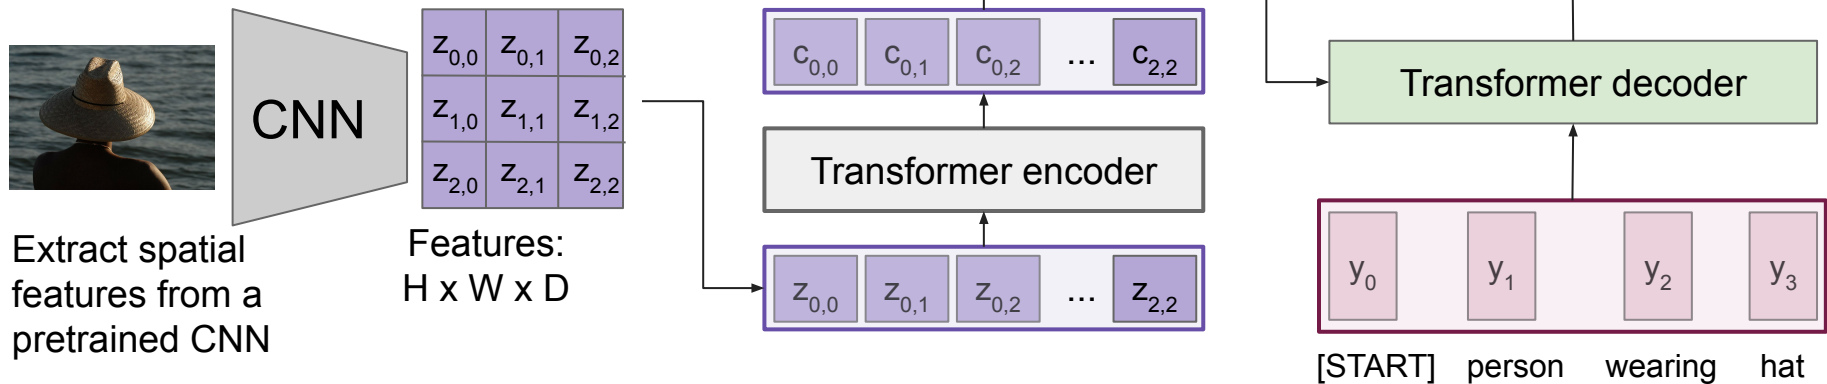 CNN
z0,0 z0,1 z0,2
z1,0 z1,1 z1,2
z2,0 z2,1 z2,2
Extract spatial
features from a
pretrained CNN
Features:
H x W x D
c0,0 c0,1 c0,2 ... c2,2
Transformer encoder
z0,0 z0,1 z0,2 ... z2,2
Transformer decoder
y0 y1 y2 y3
[START] person wearing hat